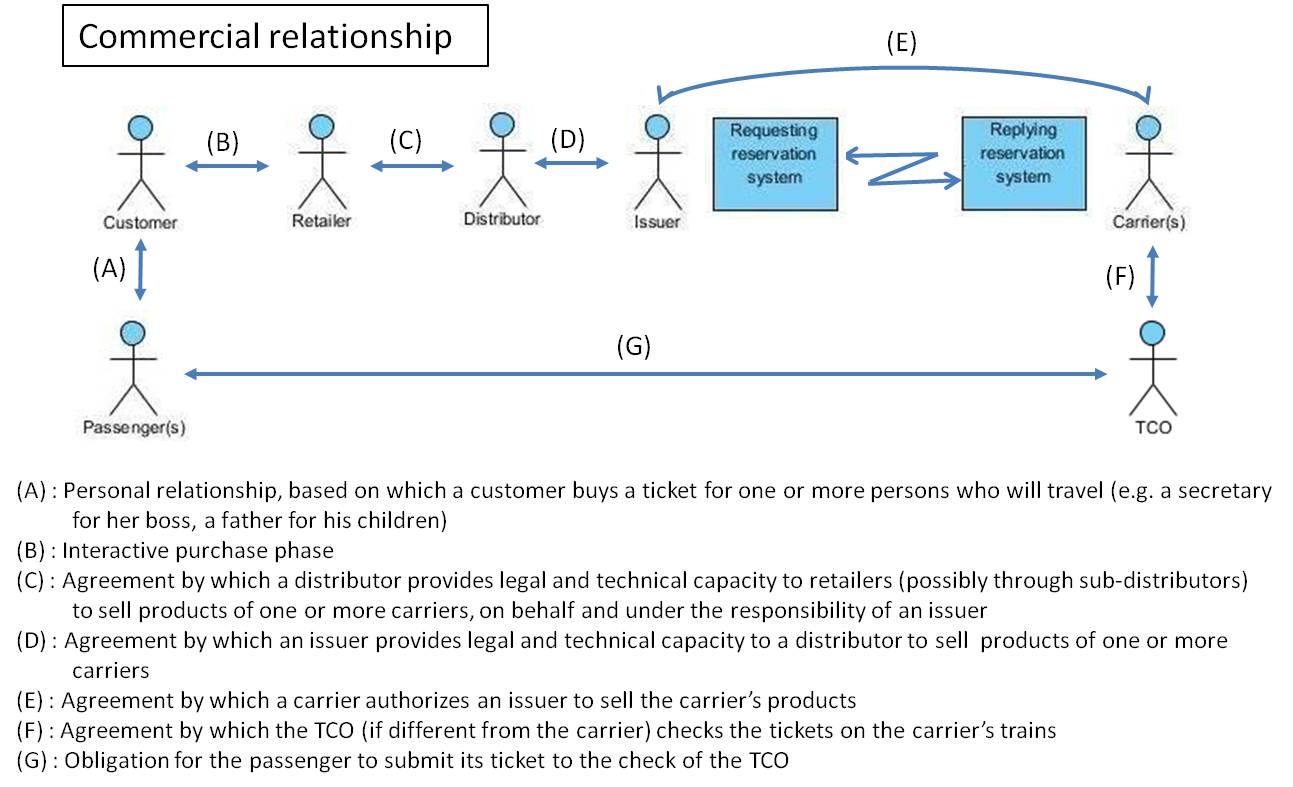 Commercial relationship
(E)
(B)
(C)
(D)
Requesting
reservation
system
Replying
reservation
system
Customer
Retailer
Distributor
Issuer
Carrier(s)
(A)
(F)
(G)
Passenger(s)
TCO
(A) : Personal relationship, based on which a customer buys a ticket for one or more persons who will travel (e.g. a secretary
for her boss, a father for his children)
(B) : Interactive purchase phase
(C) : Agreement by which a distributor provides legal and technical capacity to retailers (possibly through sub-distributors)
to sell products of one or more carriers, on behalf and under the responsibility of an issuer
(D) : Agreement by which an issuer provides legal and technical capacity to a distributor to sell products of one or more
carriers
(E) : Agreement by which a carrier authorizes an issuer to sell the carrier's products
(F) : Agreement by which the TCO (if different from the carrier) checks the tickets on the carrier's trains
(G) : Obligation for the passenger to submit its ticket to the check of the TCO